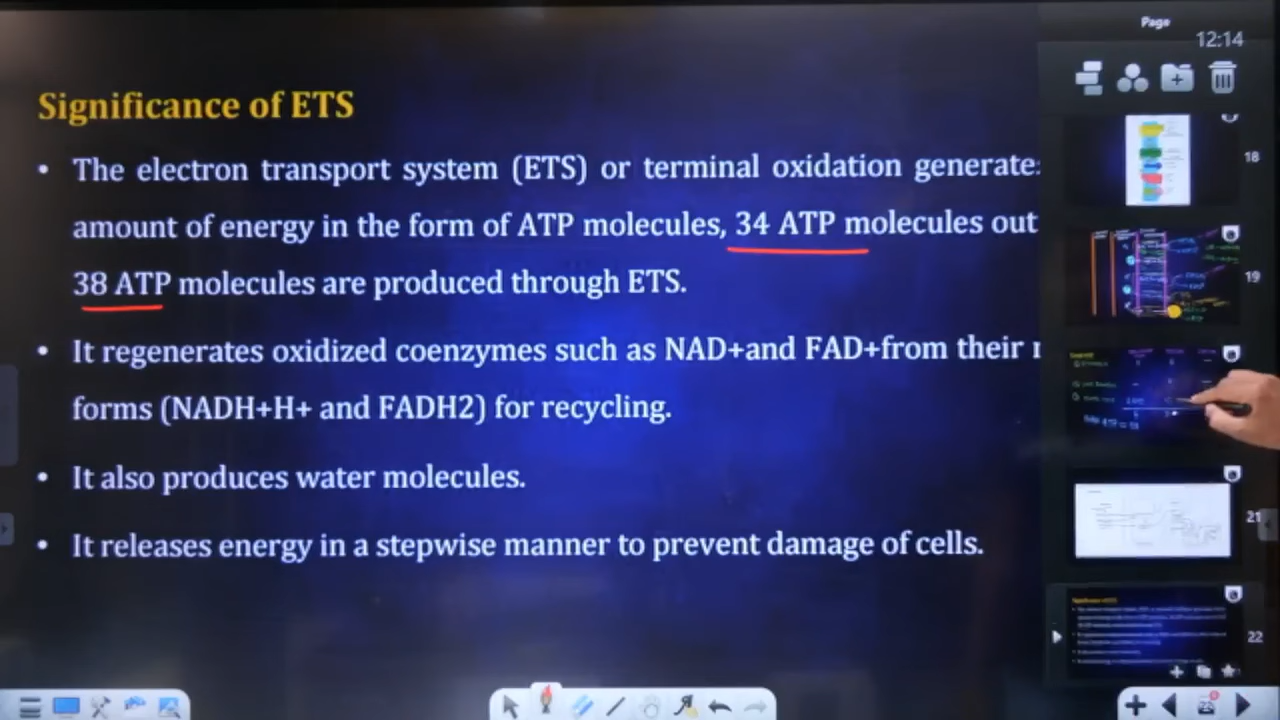 Page
12:14
Significance of ETS
• The electron transport system (ETS) or terminal oxidation
amount of energy in the form of ATP molecules, 34 ATP molecules out
38 ATP molecules are produced through ETS.
• It regenerates oxidized coenzymes such as NAD+and FAD+from their
forms (NADH+H+ and FADH2) for recycling.
• It also produces water molecules.
• It releases energy in a stepwise manner to prevent damage of cells.
18
19
21
22
Significance of ETS